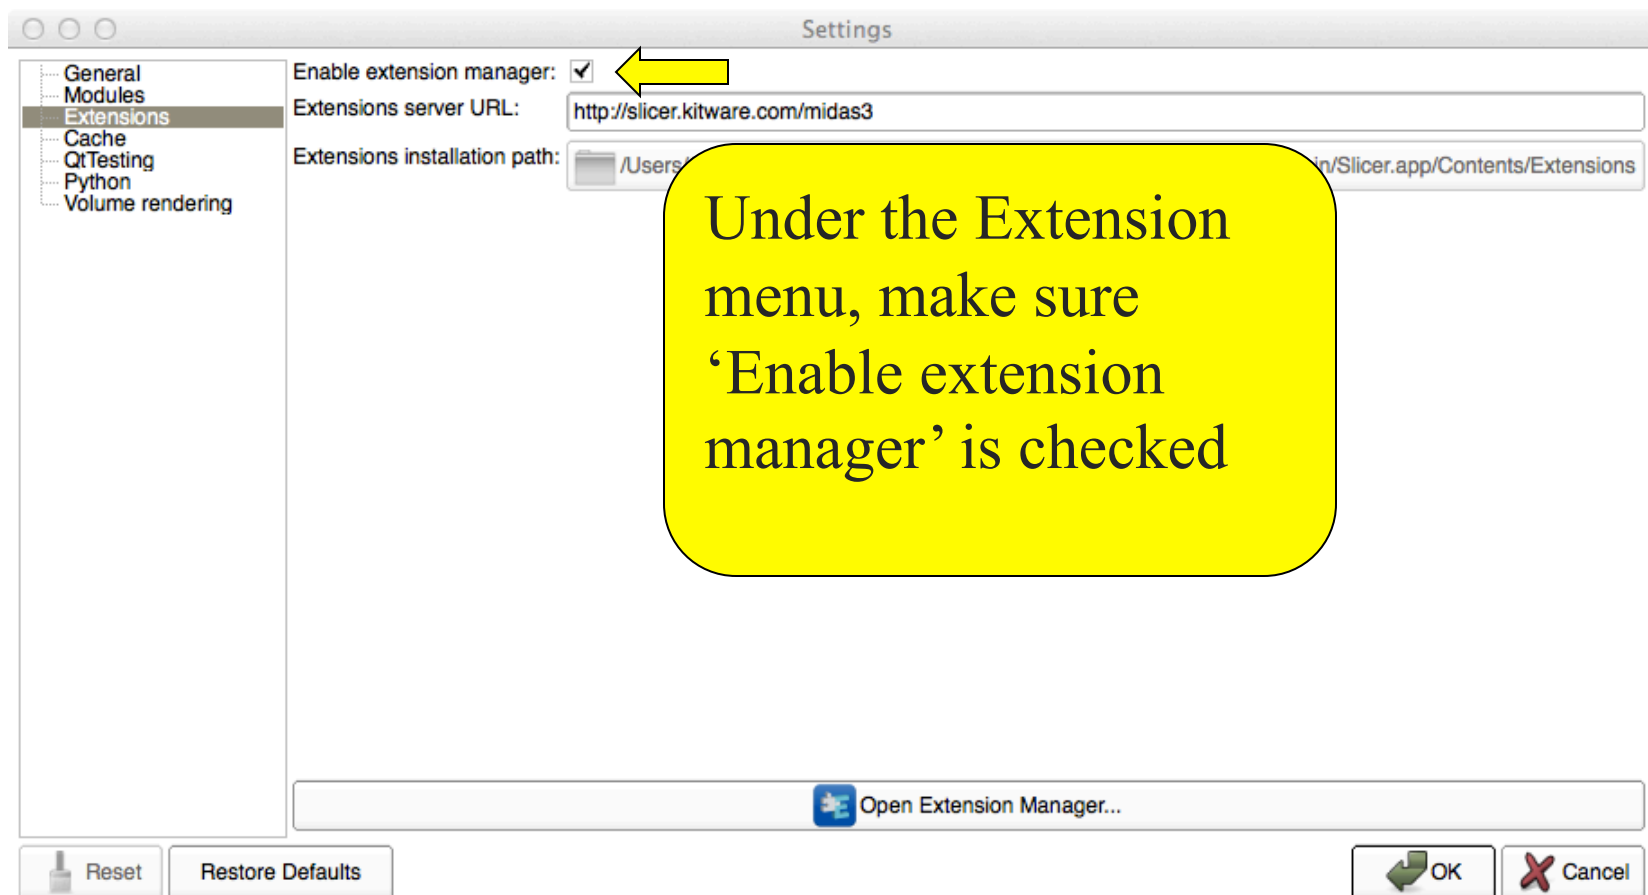 Settings
General
Modules
Extensions
Cache
QtTesting
Python
Volume rendering
Enable extension manager:
Extensions server URL:
http://slicer.kitware.com/midas3
Extensions installation path:
/Users/ in/Slicer.app/Contents/Extensions
Under the Extension
menu, make sure
‘Enable extension
manager’ is checked
Open Extension Manager...
Reset
Restore Defaults
OK
Cancel